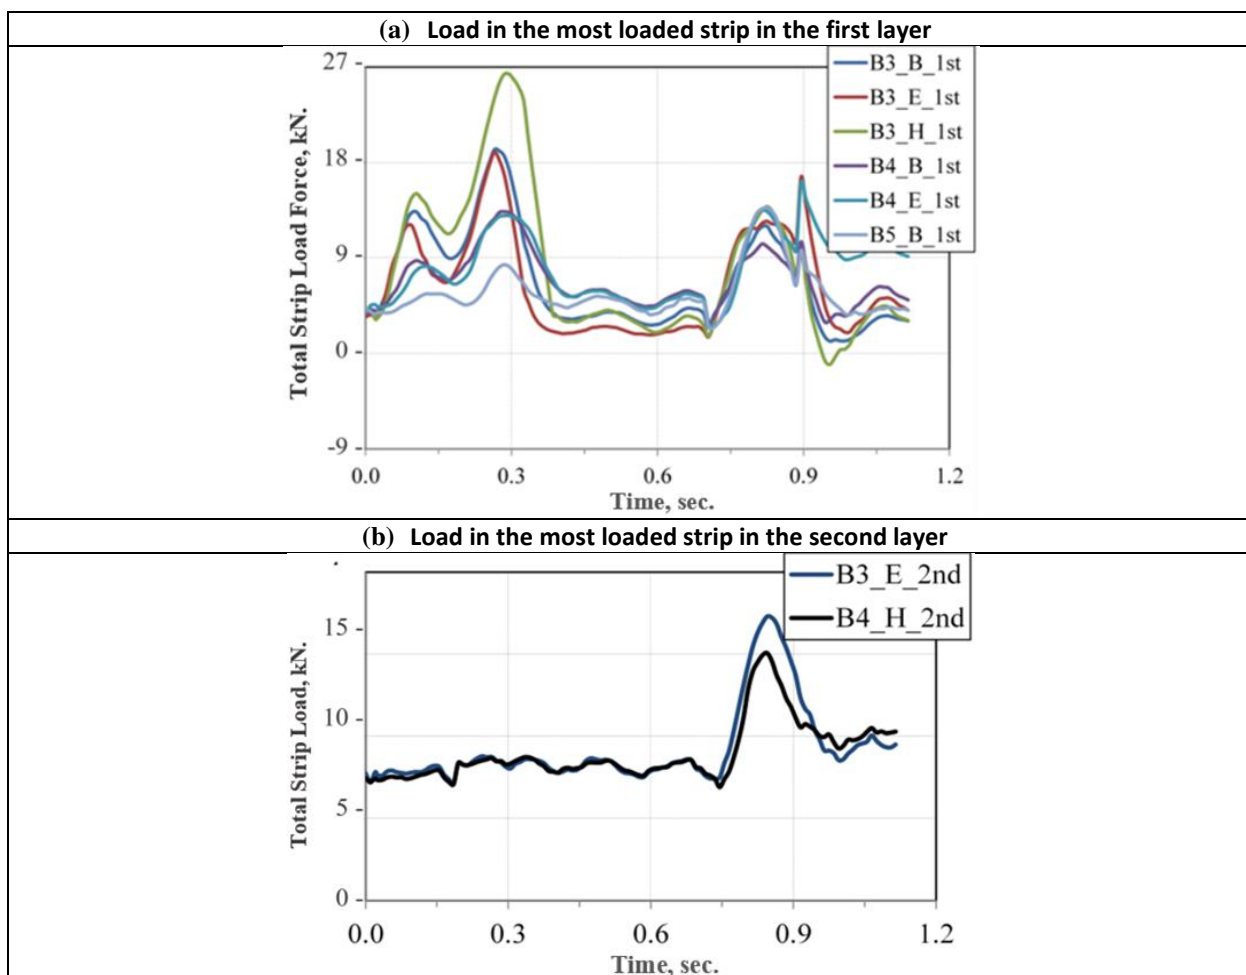 (a) Load in the most loaded strip in the first layer
Total Strip Load Force, kN.
27
18
9
0
-9
B3_B_1st
B3_E_1st
B3_H_1st
B4_B_1st
B4_E_1st
B5_B_1st
0.0 0.3 0.6 0.9 1.2
Time, sec.
(b) Load in the most loaded strip in the second layer
Total Strip Load, kN.
15
10
5
0
B3_E_2nd
B4_H_2nd
0.0 0.3 0.6 0.9 1.2
Time, sec.